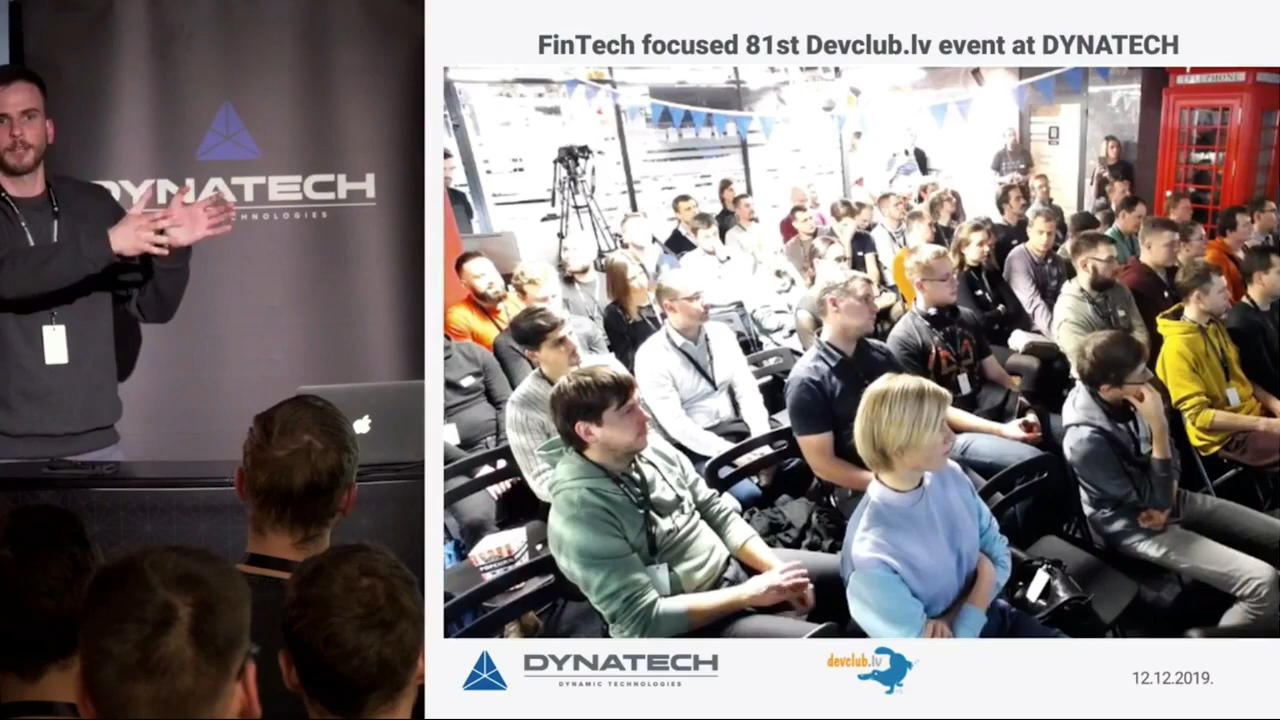 FinTech focused 81st Devclub.lv event at DYNATECH
DYNATECH
TECHNOLOGIES
TELEPHONE
DYNATECH
DYNAMIC TECHNOLOGIES
devclub.lv
12.12.2019.